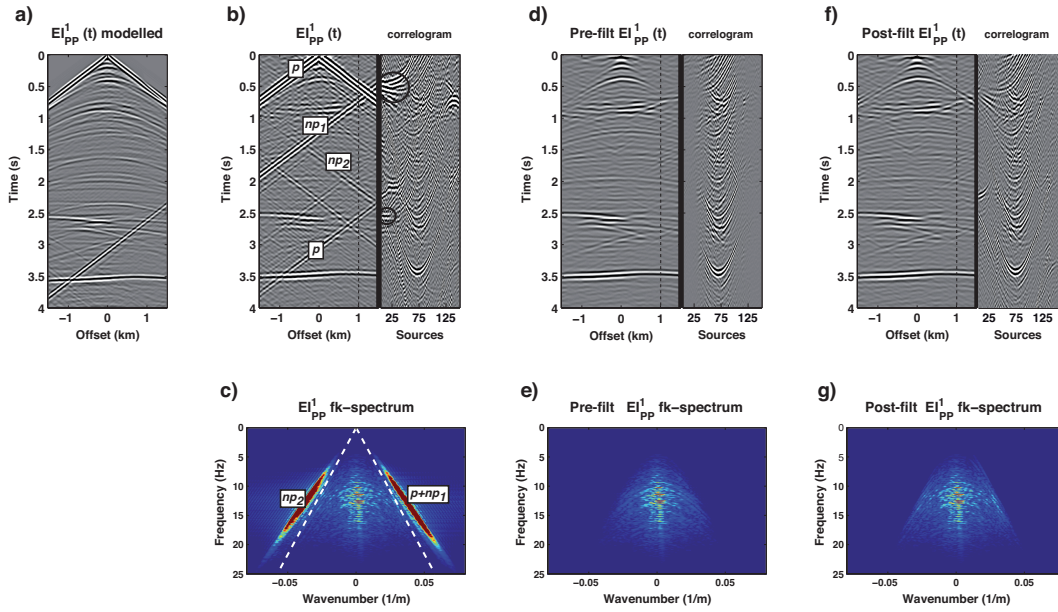 a)
EI¹PP (t) modelled
0
0.5
1
1.5
2
2.5
3
3.5
4
Time (s)
−1 0 1
Offset (km)
b)
EI¹PP (t)
correlogram
0
0.5
1
1.5
2
2.5
3
3.5
4
Time (s)
p
np1
np2
p
−1 0 1
Offset (km)
25 75 125
Sources
d)
Pre-filt EI¹PP (t)
correlogram
0
0.5
1
1.5
2
2.5
3
3.5
4
Time (s)
−1 0 1
Offset (km)
25 75 125
Sources
f)
Post-filt EI¹PP (t)
correlogram
0
0.5
1
1.5
2
2.5
3
3.5
4
Time (s)
−1 0 1
Offset (km)
25 75 125
Sources
c)
EI¹PP fk−spectrum
0
5
10
15
20
25
Frequency (Hz)
np2
p+np1
−0.05 0 0.05
Wavenumber (1/m)
e)
Pre-filt EI¹PP fk−spectrum
0
5
10
15
20
25
Frequency (Hz)
−0.05 0 0.05
Wavenumber (1/m)
g)
Post-filt EI¹PP fk−spectrum
0
5
10
15
20
25
Frequency (Hz)
−0.05 0 0.05
Wavenumber (1/m)